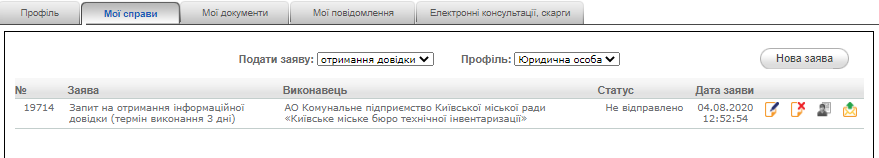 Профіль Мої справи Мої документи Мої повідомлення Електронні консультації, скарги
Подати заяву: отримання довідки Профіль: Юридична особа Нова заява
№ Заява Виконавець Статус Дата заяви
19714 Запит на отримання інформаційної АО Комунальне підприємство Київської міської ради Не відправлено 04.08.2020
довідки (термін виконання 3 дні) «Київське міське бюро технічної інвентаризації» 12:52:54